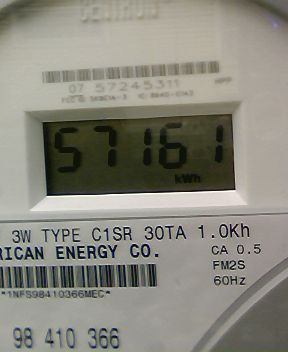 CENTRON
07 57245311
57161
kWh
3W TYPE C1SR 30TA 1.0Kh
RICAN ENERGY CO.
CA 0.5
FM2S
60Hz
*1NFS98410366MEC*
98 410 366